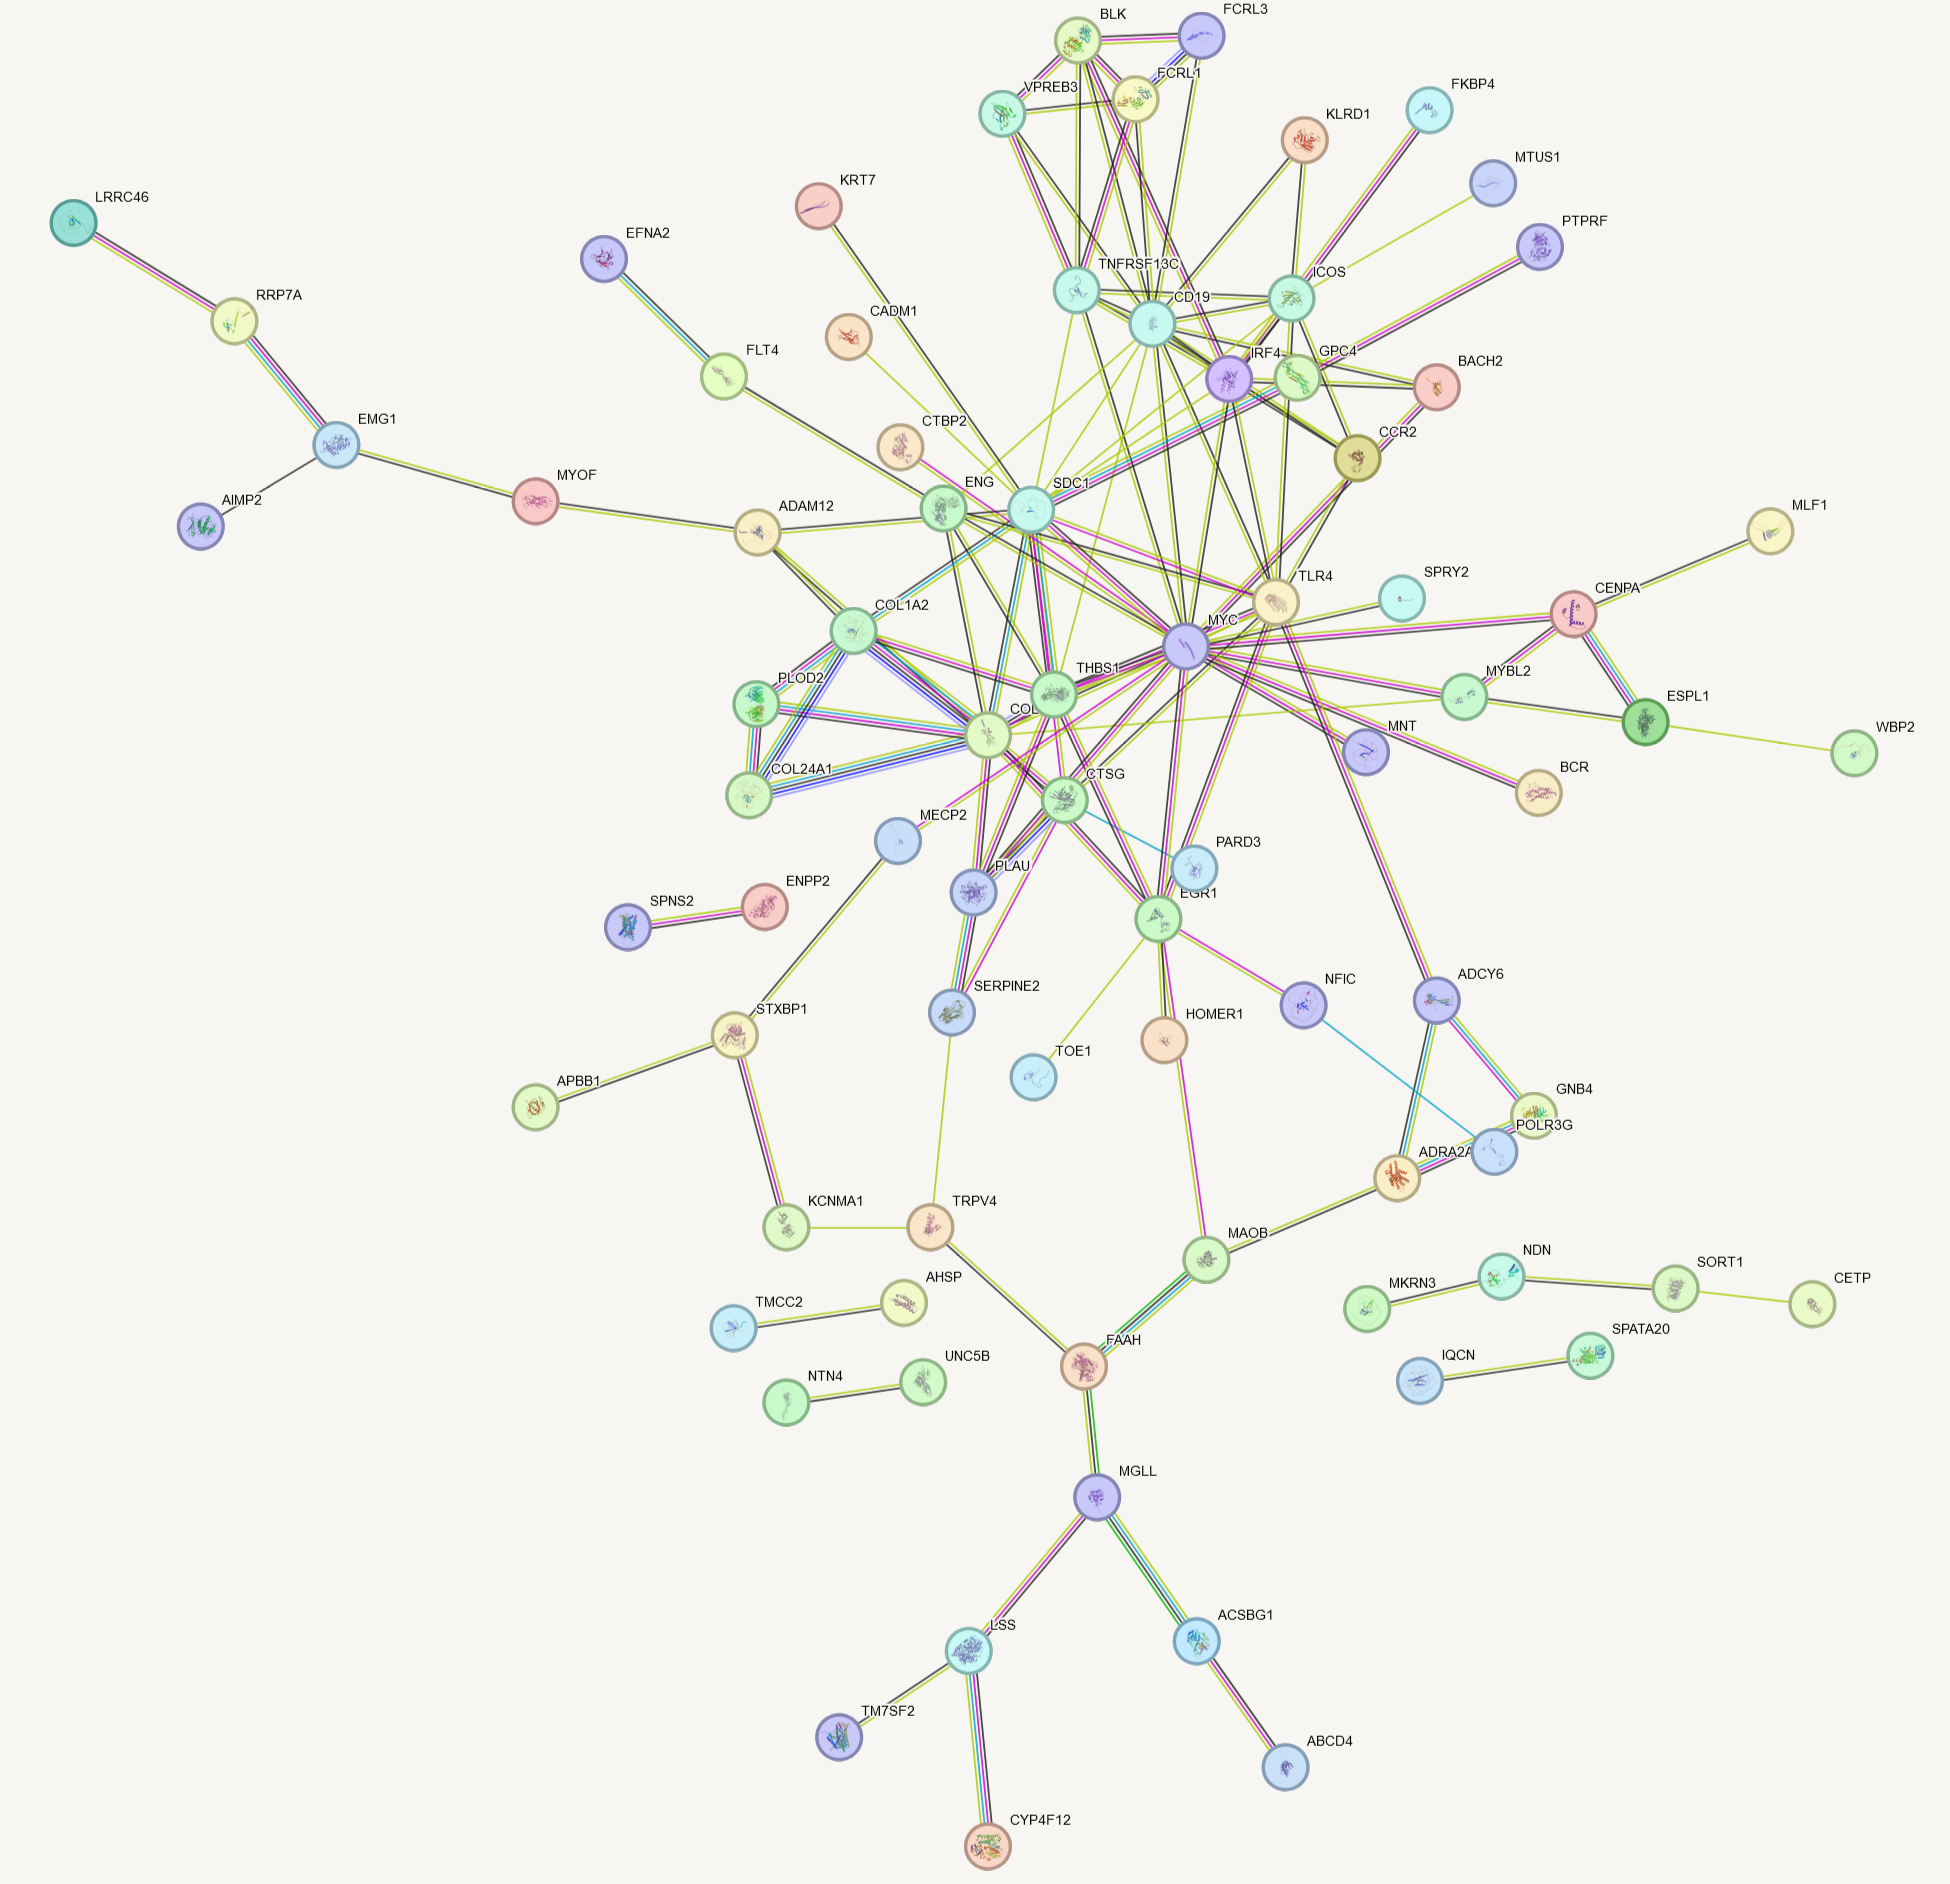 BLK
FCRL3
VPREB3
FCRL1
FKBP4
KLRD1
MTUS1
LRRC46
KRT7
PTPRF
EFNA2
RRP7A
TNFRSF13C
ICOS
CD19
CADM1
FLT4
IRF4
GPC4
BACH2
EMG1
CTBP2
CCR2
MYOF
ENG
SDC1
AIMP2
ADAM12
MLF1
TLR4
SPRY2
CENPA
COL1A2
MYC
PLOD2
THBS1
MYBL2
ESPL1
COL
MNT
WBP2
COL24A1
CTSG
BCR
MECP2
PARD3
PLAU
ENPP2
SPNS2
EGR1
SERPINE2
NFIC
ADCY6
STXBP1
HOMER1
TOE1
APBB1
GNB4
POLR3G
ADRA2A
KCNMA1
TRPV4
MAOB
NDN
SORT1
AHSP
MKRN3
CETP
TMCC2
SPATA20
FAAH
UNC5B
IQCN
NTN4
MGLL
LSS
ACSBG1
TM7SF2
ABCD4
CYP4F12